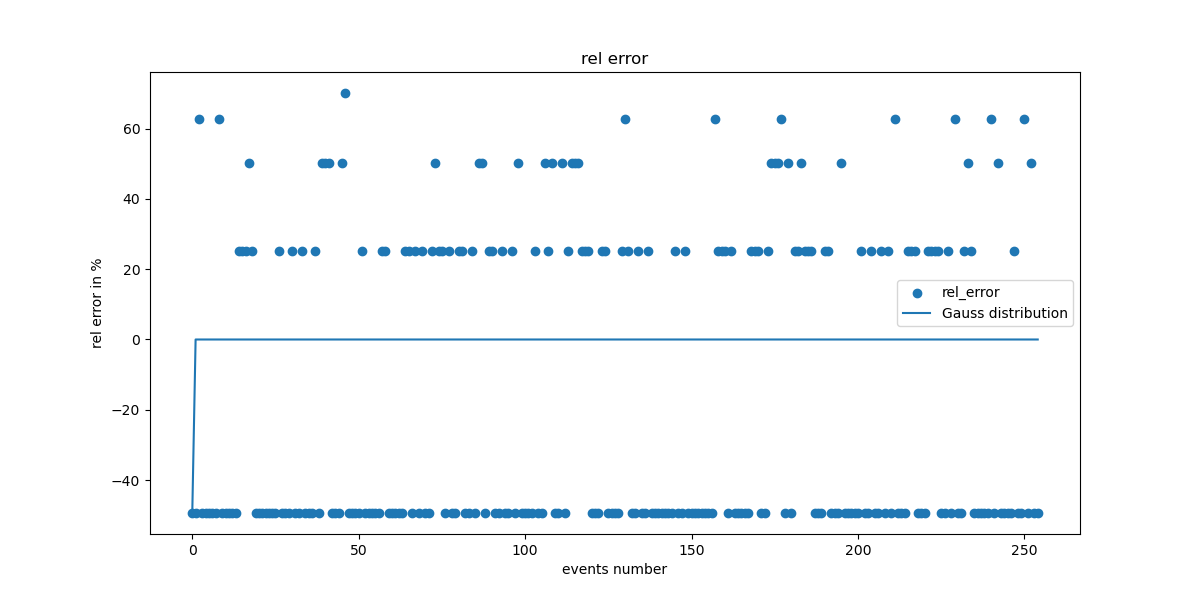 rel error
60
40
20
0
−20
−40
rel error in %
rel_error
Gauss distribution
0
50
100
150
200
250
events number